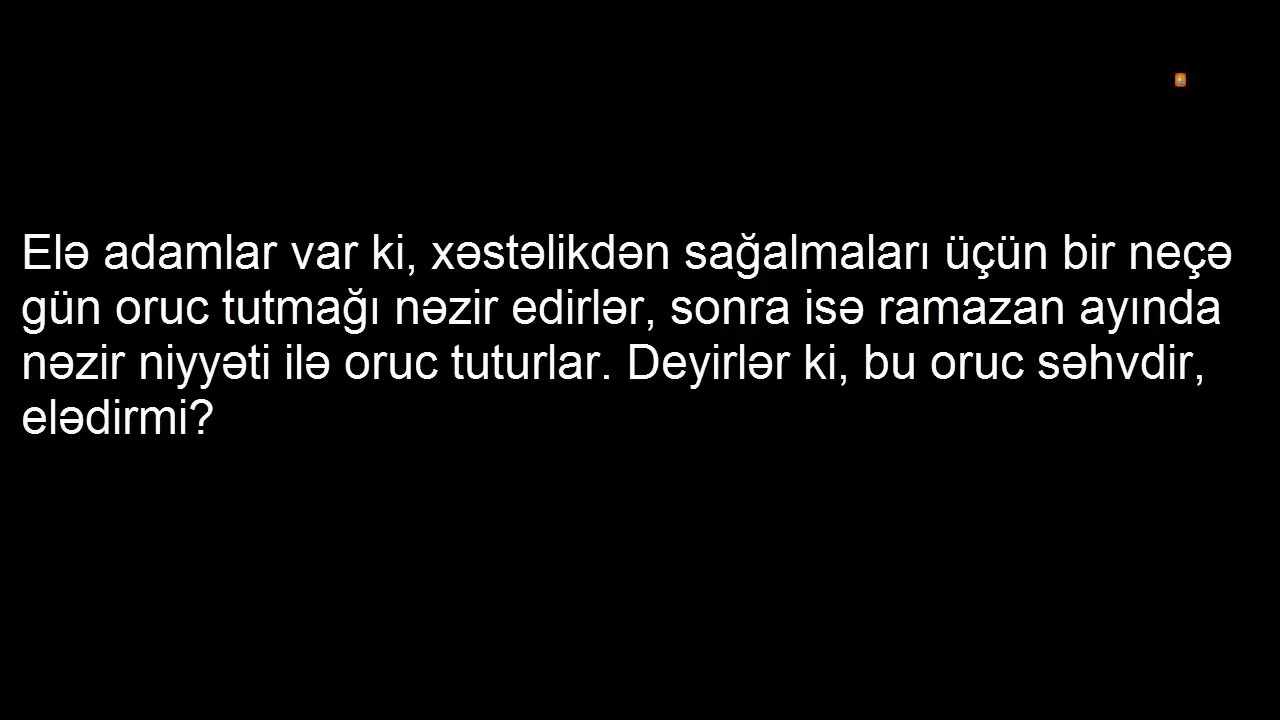 Elə adamlar var ki, xəstəlikdən sağalmaları üçün bir neçə
gün oruc tutmağı nəzir edirlər, sonra isə ramazan ayında
nəzir niyyəti ilə oruc tuturlar. Deyirlər ki, bu oruc səhvdir,
elədirmi?